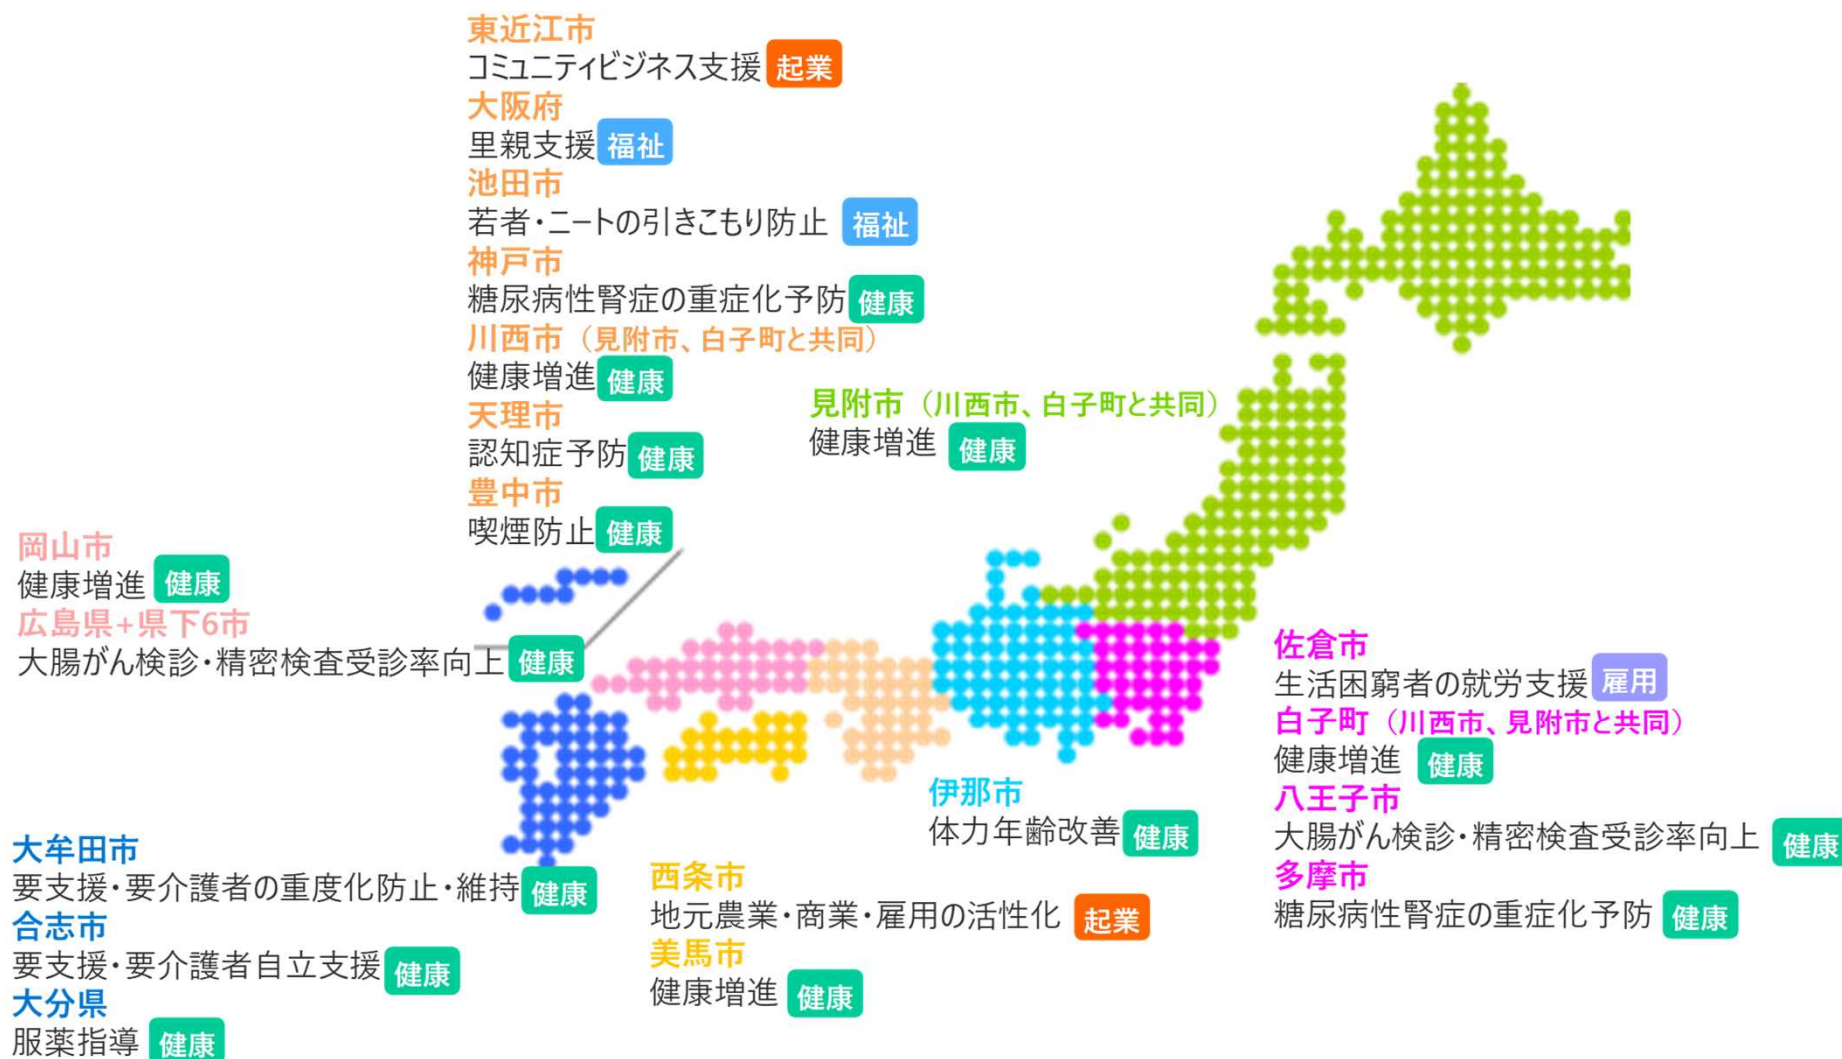 東近江市
コミュニティビジネス支援 起業
大阪府
里親支援 福祉
池田市
若者・ニートの引きこもり防止 福祉
神戸市
糖尿病性腎症の重症化予防 健康
川西市（見附市、白子町と共同）
健康増進 健康
天理市
認知症予防 健康
豊中市
喫煙防止 健康
見附市（川西市、白子町と共同）
健康増進 健康
岡山市
健康増進 健康
広島県+県下6市
大腸がん検診・精密検査受診率向上 健康
佐倉市
生活困窮者の就労支援 雇用
白子町（川西市、見附市と共同）
健康増進 健康
八王子市
大腸がん検診・精密検査受診率向上 健康
多摩市
糖尿病性腎症の重症化予防 健康
伊那市
体力年齢改善 健康
西条市
地元農業・商業・雇用の活性化 起業
美馬市
健康増進 健康
大牟田市
要支援・要介護者の重度化防止・維持 健康
合志市
要支援・要介護者自立支援 健康
大分県
服薬指導 健康